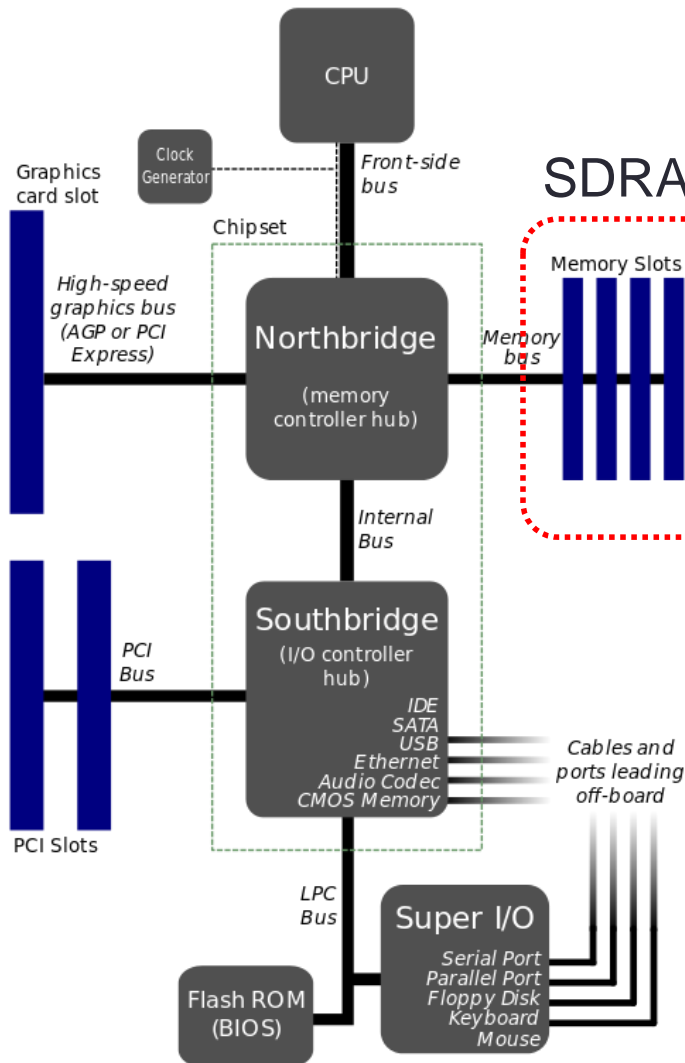 CPU
Clock
Generator
Front-side
bus
Graphics
card slot
SDRA
Chipset
Memory Slots
High-speed
graphics bus
(AGP or PCI
Express)
Northbridge
(memory
controller hub)
Memory
bus
Internal
Bus
Southbridge
(I/O controller
hub)
PCI
Bus
IDE
SATA
USB
Ethernet
Audio Codec
CMOS Memory
Cables and
ports leading
off-board
PCI Slots
LPC
Bus
Super I/O
Serial Port
Parallel Port
Floppy Disk
Keyboard
Mouse
Flash ROM
(BIOS)